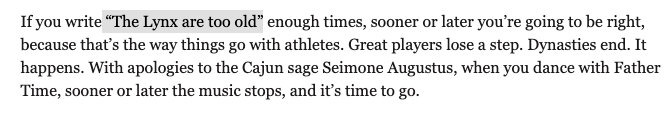 If you write “The Lynx are too old” enough times, sooner or later you’re going to be right,
because that’s the way things go with athletes. Great players lose a step. Dynasties end. It
happens. With apologies to the Cajun sage Seimone Augustus, when you dance with Father
Time, sooner or later the music stops, and it’s time to go.